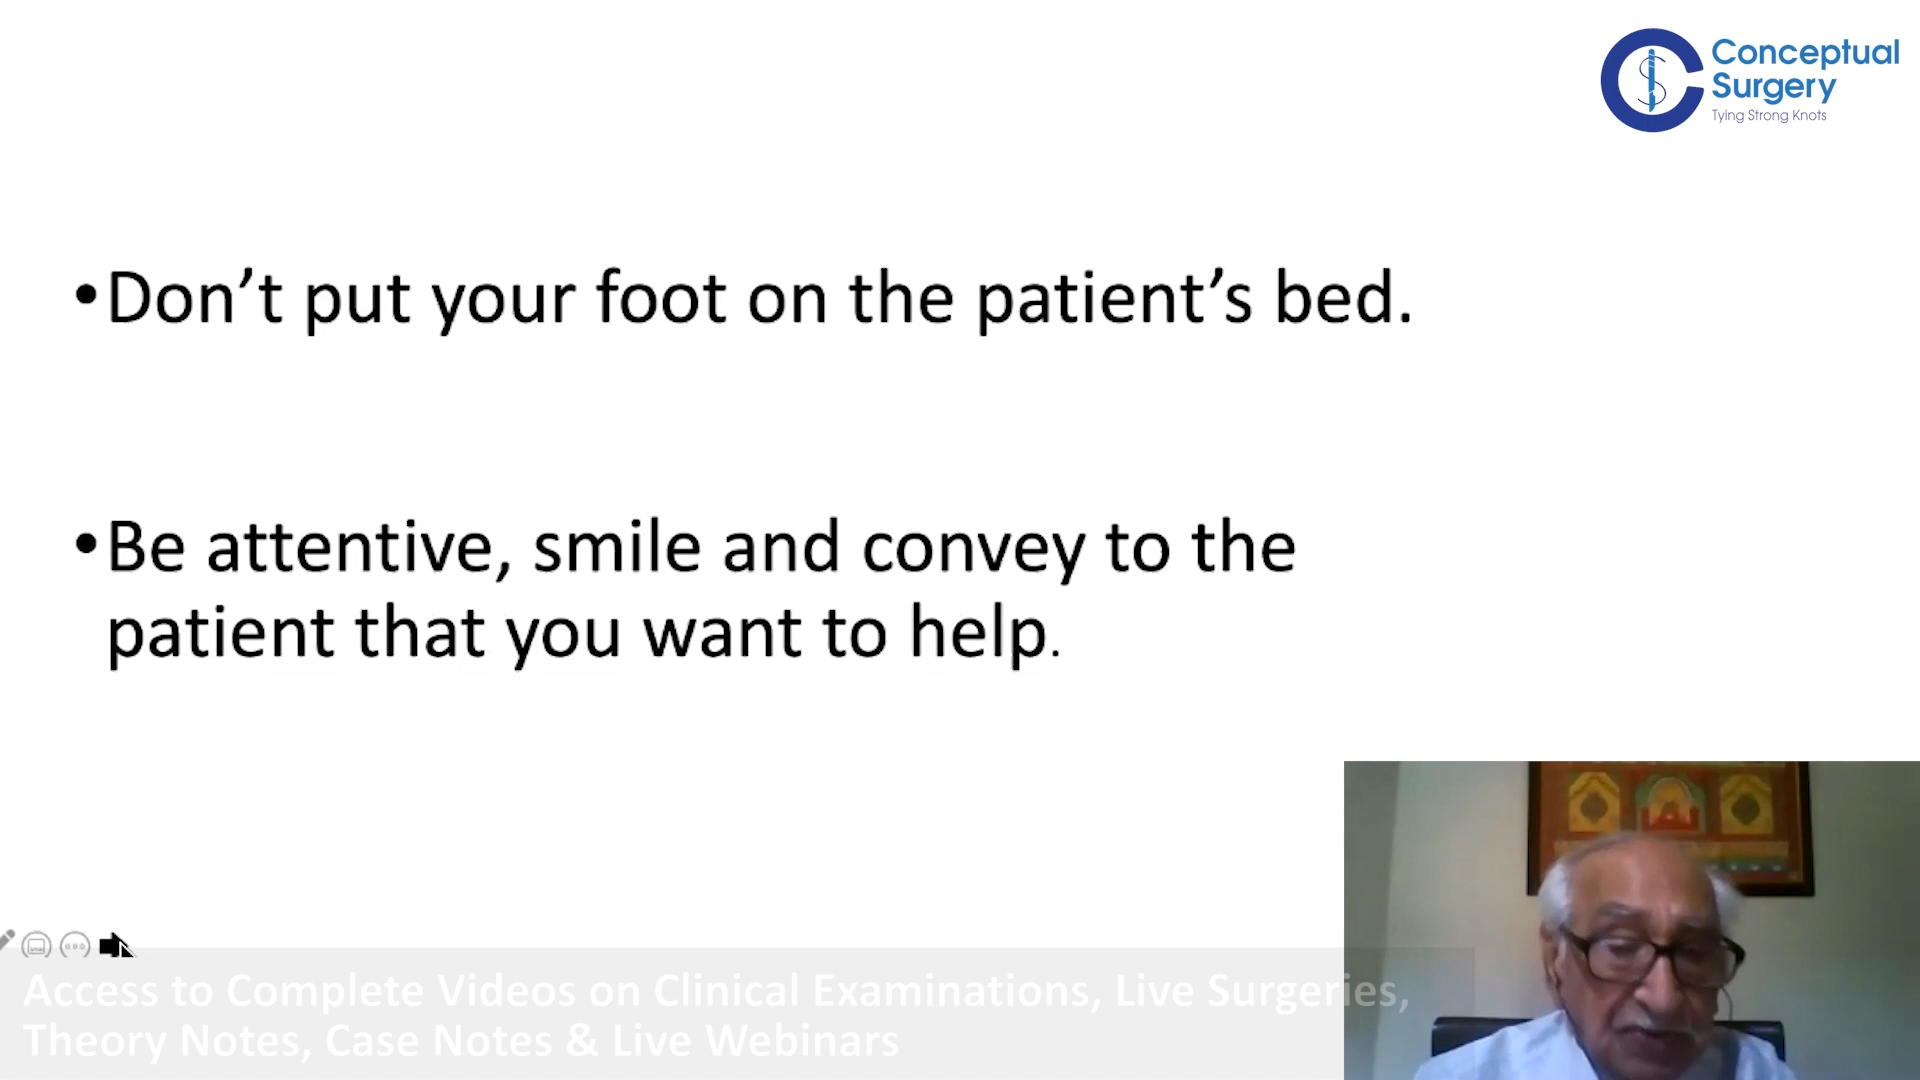 Conceptual
Surgery
Tying Strong Knots
•Don’t put your foot on the patient’s bed.
•Be attentive, smile and convey to the
patient that you want to help.
Access to Complete Videos on Clinical Examinations, Live Surgeries,
Theory Notes, Case Notes & Live Webinars